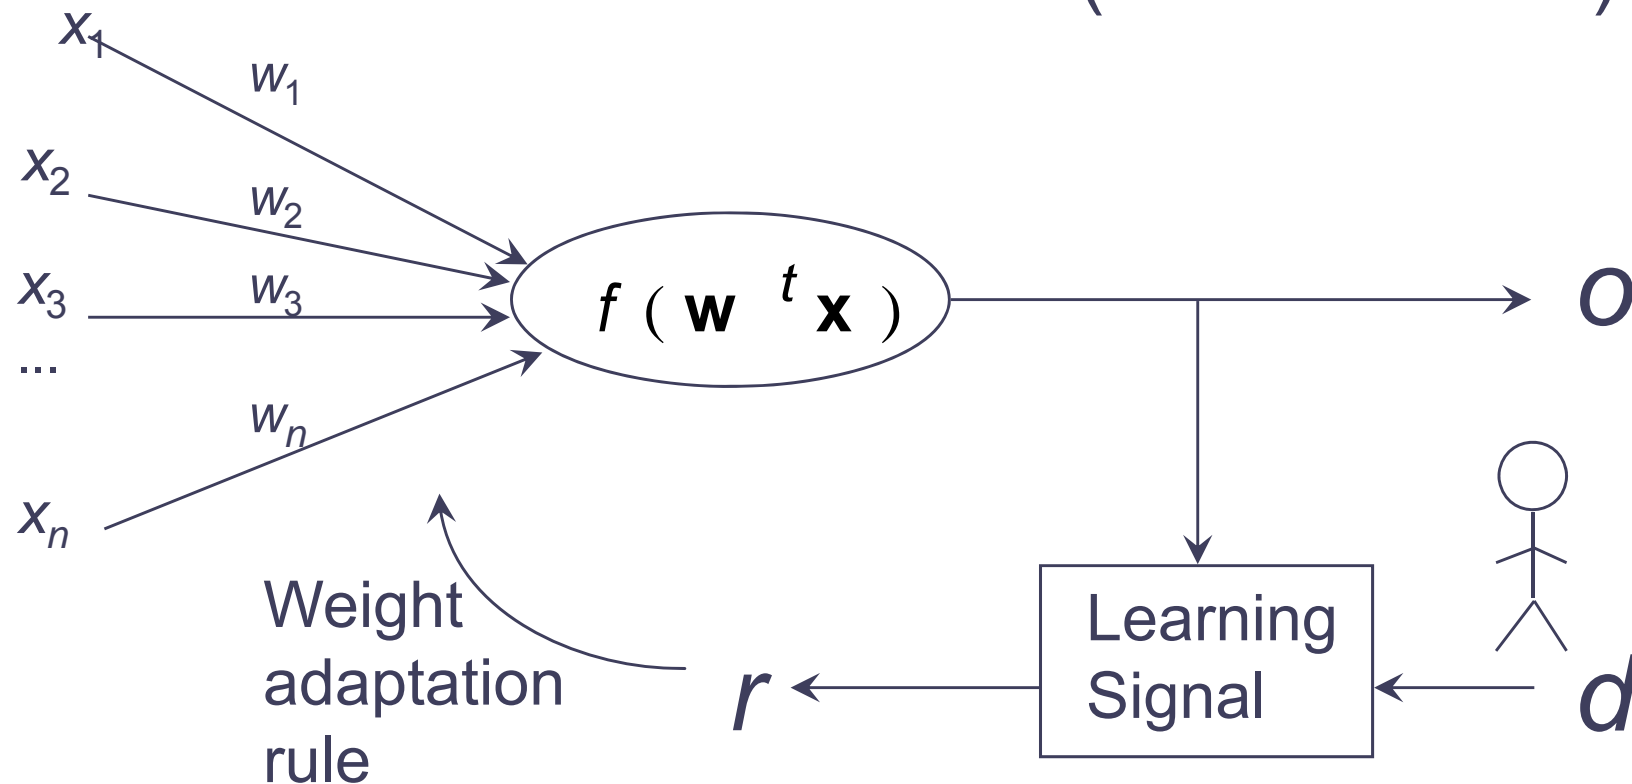 ( )
x₁
w₁
x₂
w₂
x₃
w₃
...
wₙ
xₙ
f ( w ᵗ x )
o
Weight
adaptation
rule
r
Learning
Signal
d